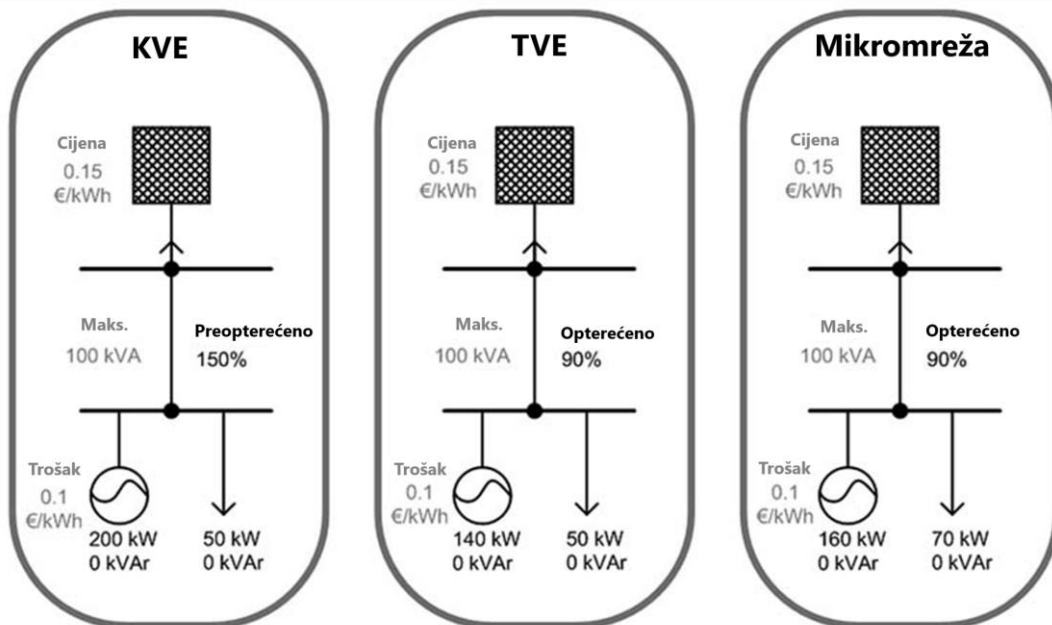 KVE
Cijena
0.15
€/kWh
Maks.
100 kVA
Preopterećeno
150%
Trošak
0.1
€/kWh
200 kW
0 kVAr
50 kW
0 kVAr
TVE
Cijena
0.15
€/kWh
Maks.
100 kVA
Opterećeno
90%
Trošak
0.1
€/kWh
140 kW
0 kVAr
50 kW
0 kVAr
Mikromreža
Cijena
0.15
€/kWh
Maks.
100 kVA
Opterećeno
90%
Trošak
0.1
€/kWh
160 kW
0 kVAr
70 kW
0 kVAr